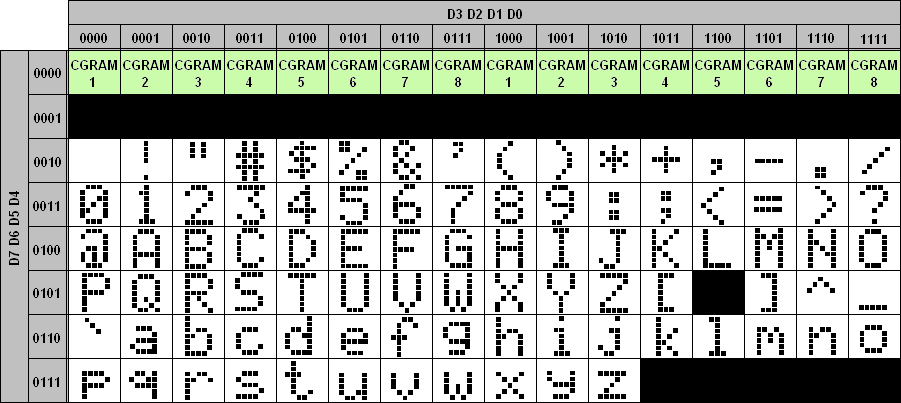 D3 D2 D1 D0
0000 0001 0010 0011 0100 0101 0110 0111 1000 1001 1010 1011 1100 1101 1110 1111
D7 D6 D5 D4
0000 CGRAM 1 CGRAM 2 CGRAM 3 CGRAM 4 CGRAM 5 CGRAM 6 CGRAM 7 CGRAM 8 CGRAM 1 CGRAM 2 CGRAM 3 CGRAM 4 CGRAM 5 CGRAM 6 CGRAM 7 CGRAM 8
0001
0010 ! " # $ % & ' ( ) * + , - . /
0011 0 1 2 3 4 5 6 7 8 9 : ; < = > ?
0100 @ A B C D E F G H I J K L M N O
0101 P Q R S T U V W X Y Z [ ] ^ _
0110 ` a b c d e f g h i j k l m n o
0111 p q r s t u v w x y z